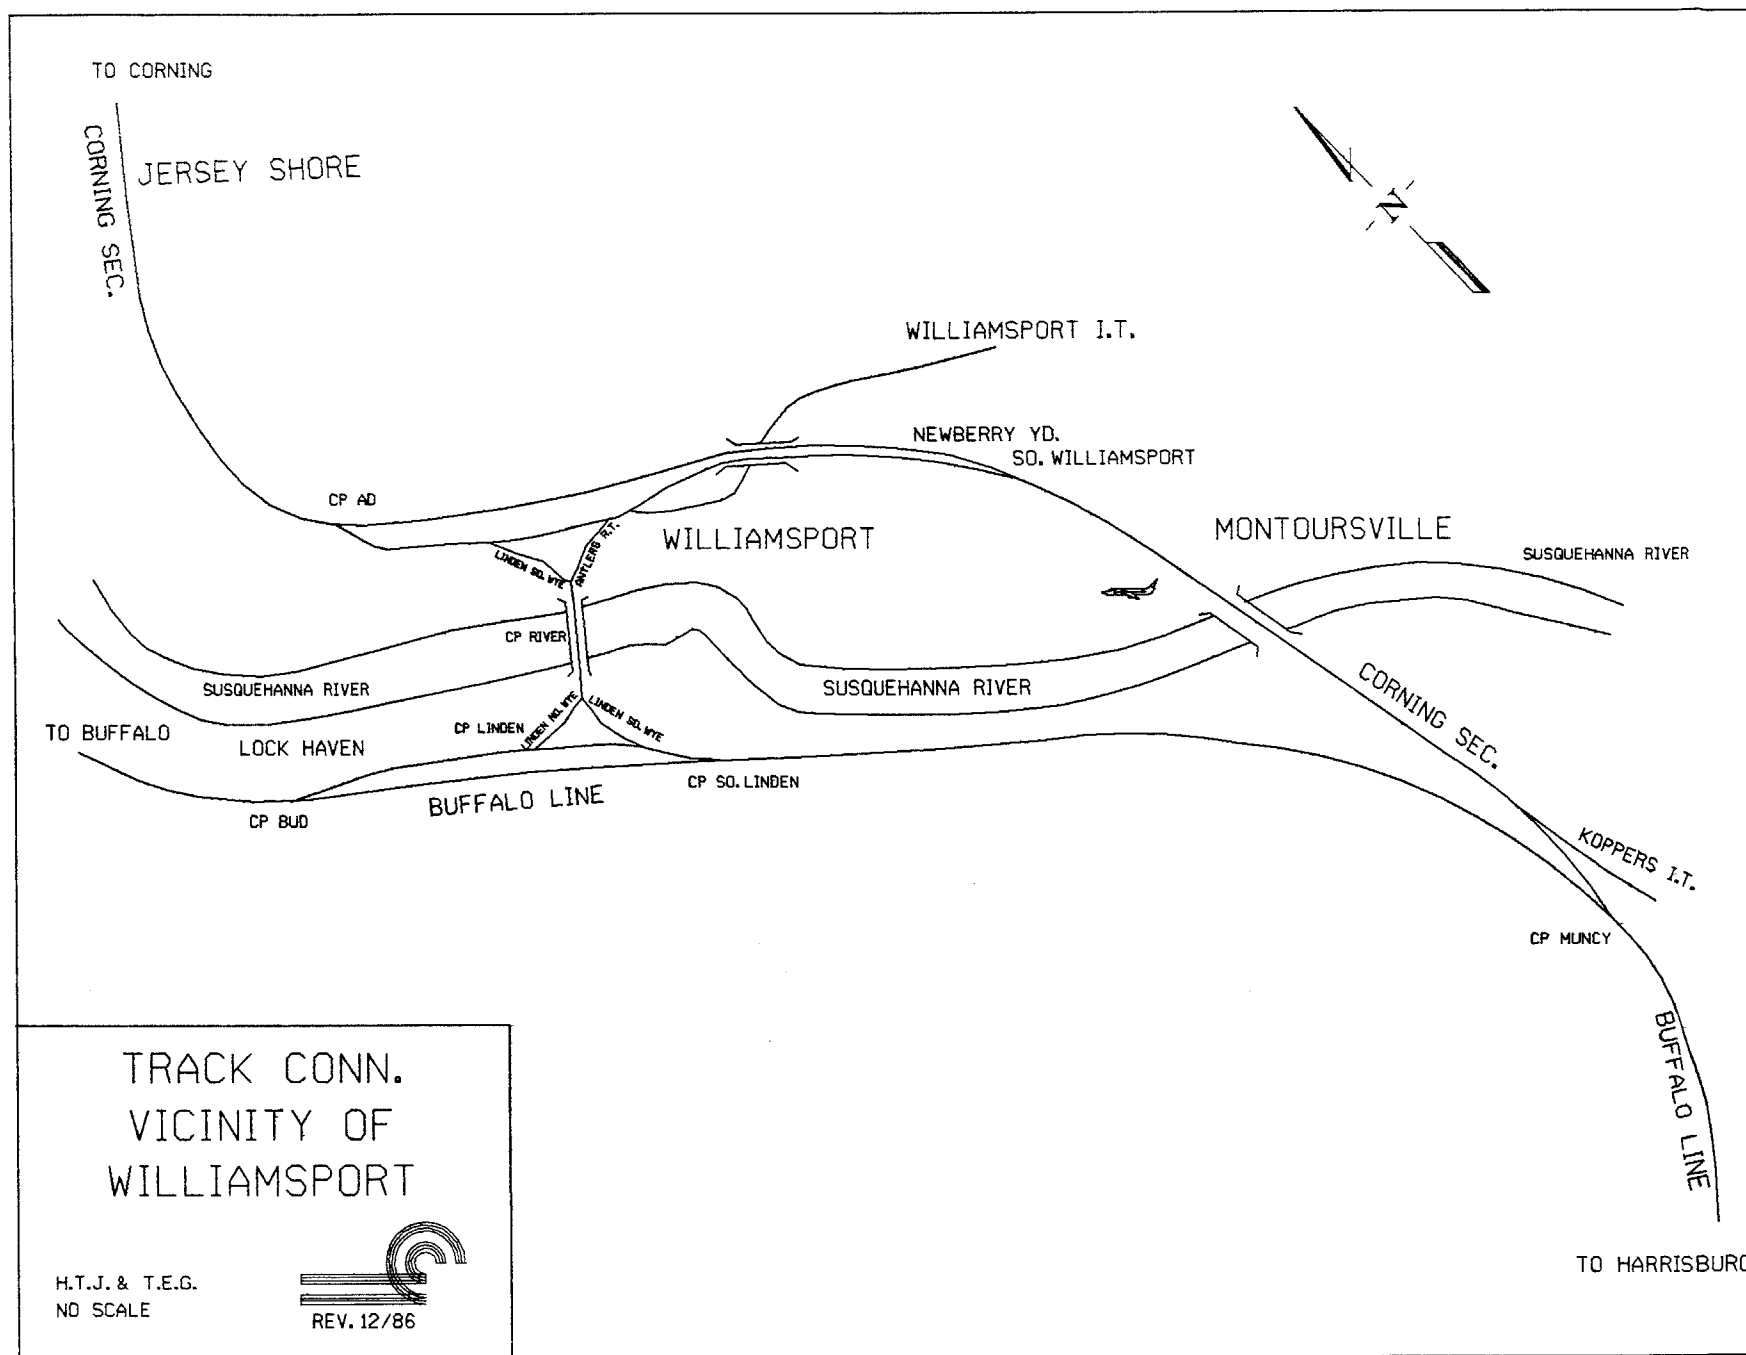 TO CORNING
CORNING SEC.
JERSEY SHORE
N
WILLIAMSPORT I.T.
NEWBERRY YD.
SO. WILLIAMSPORT
CP AD
WILLIAMSPORT
MONTOURSVILLE
SUSQUEHANNA RIVER
LINDEN SO. WYE
ANTLERS R.T.
CP RIVER
SUSQUEHANNA RIVER
SUSQUEHANNA RIVER
CORNING SEC.
TO BUFFALO
LOCK HAVEN
CP LINDEN
LINDEN NO. WYE
LINDEN SO. WYE
CP SO. LINDEN
BUFFALO LINE
CP BUD
KOPPERS I.T.
CP MUNCY
BUFFALO LINE
TO HARRISBURG
TRACK CONN.
VICINITY OF
WILLIAMSPORT
H.T.J. & T.E.G.
NO SCALE
REV. 12/86